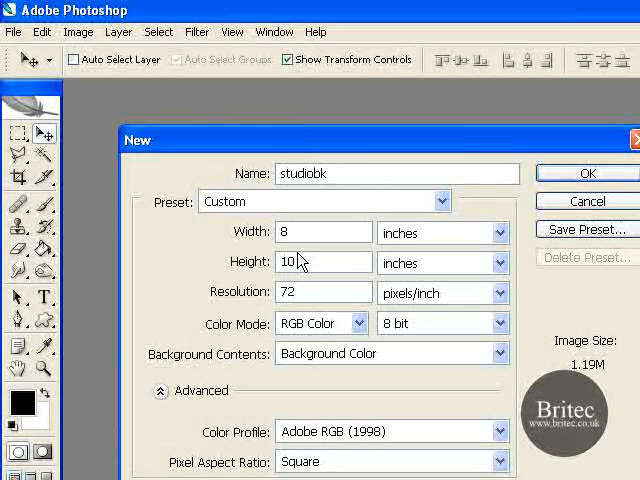 Adobe Photoshop
File Edit Image Layer Select Filter View Window Help
Auto Select Layer Auto Select Groups Show Transform Controls
New
Name: studiobk OK
Preset: Custom Cancel
Width: 8 inches Save Preset...
Height: 10 inches Delete Preset...
Resolution: 72 pixels/inch
Color Mode: RGB Color 8 bit
Image Size:
Background Contents: Background Color
1.19M
Advanced
Britec
www.britec.co.uk
Color Profile: Adobe RGB (1998)
Pixel Aspect Ratio: Square
T